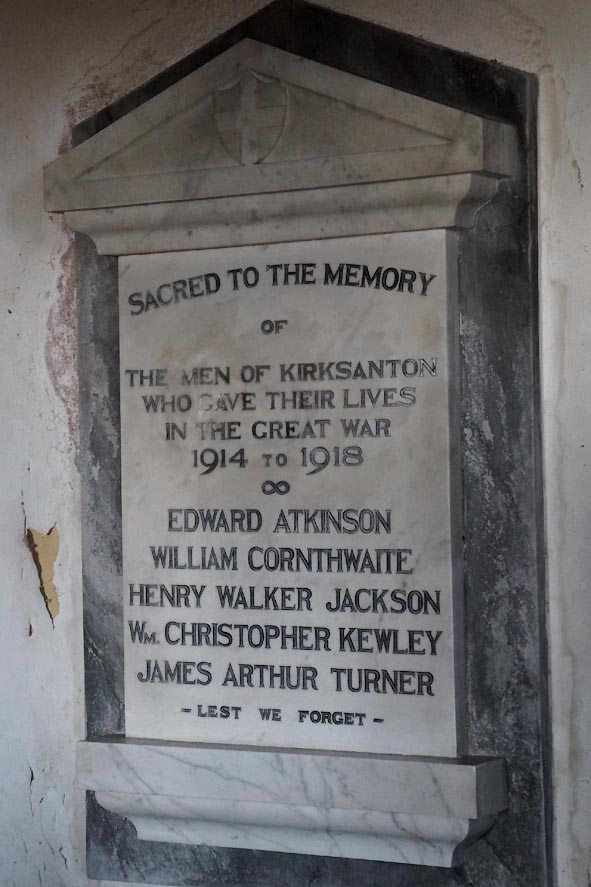 SACRED TO THE MEMORY
OF
THE MEN OF KIRKSANTON
WHO GAVE THEIR LIVES
IN THE GREAT WAR
1914 TO 1918
∞
EDWARD ATKINSON
WILLIAM CORNTHWAITE
HENRY WALKER JACKSON
WM. CHRISTOPHER KEWLEY
JAMES ARTHUR TURNER
- LEST WE FORGET -